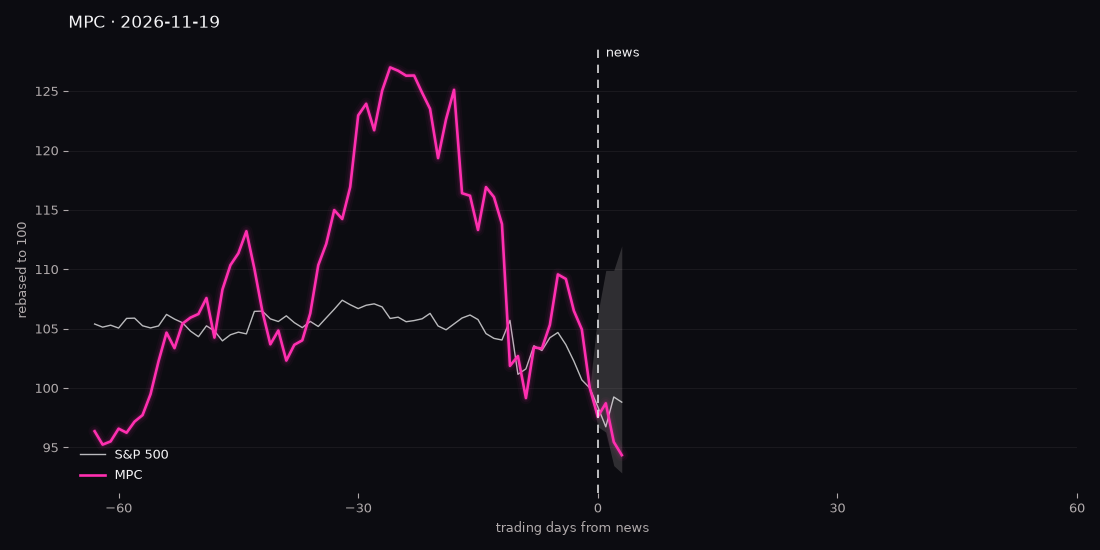 MPC · 2026-11-19
news
125
120
115
110
105
100
95
rebased to 100
S&P 500
MPC
−60
−30
0
30
60
trading days from news